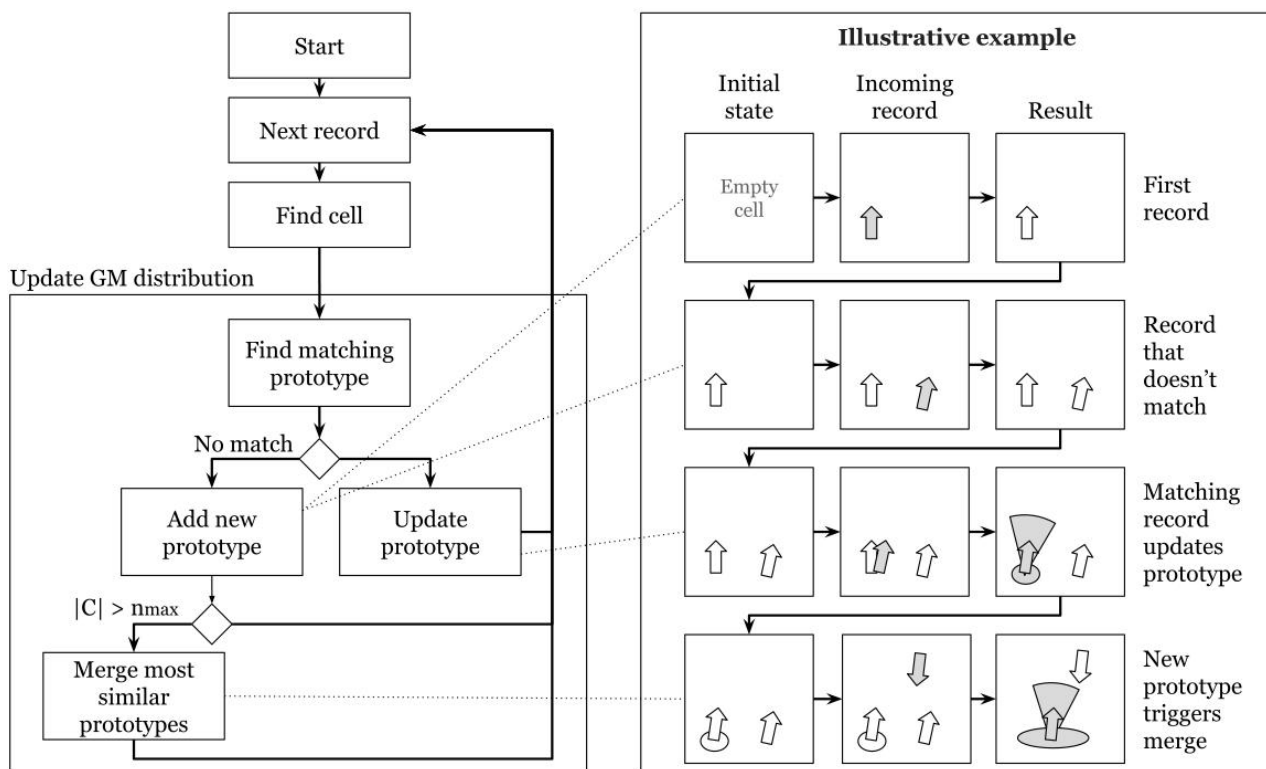 Start
Next record
Find cell
Update GM distribution
Find matching
prototype
No match
Add new
prototype
Update
prototype
|C| > nmax
Merge most
similar
prototypes
Illustrative example
Initial
state
Incoming
record
Result
Empty
cell
First
record
Record
that
doesn't
match
Matching
record
updates
prototype
New
prototype
triggers
merge